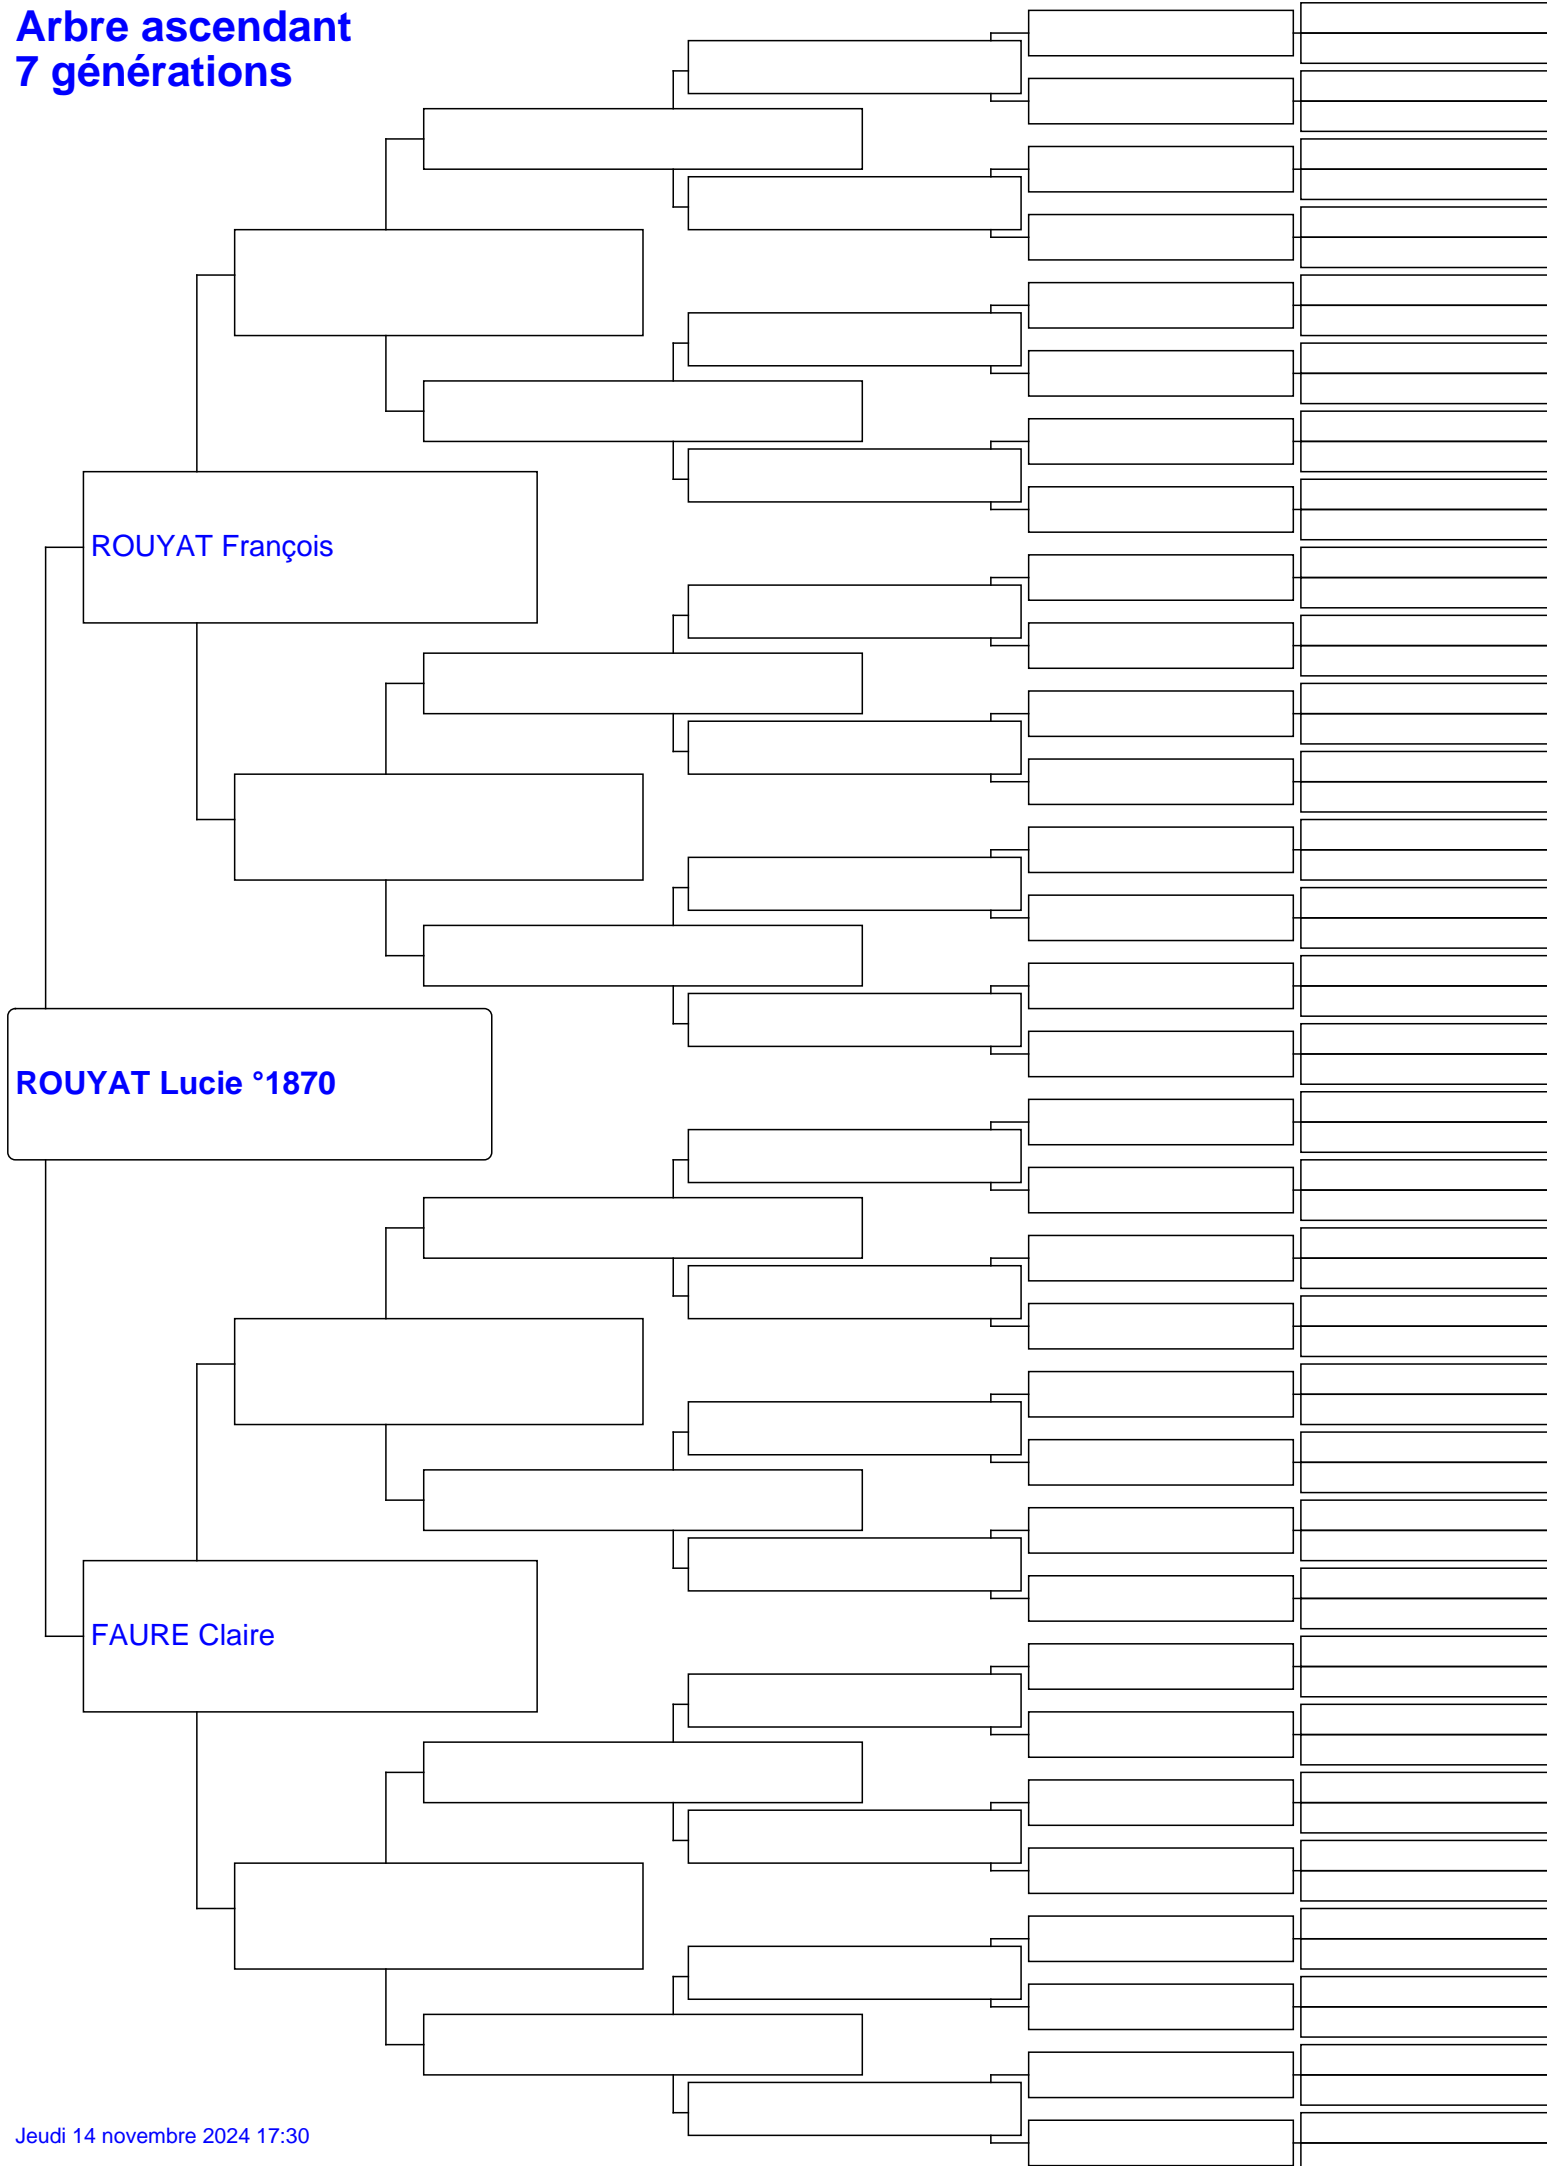 Arbre ascendant
7 générations
ROUYAT François
ROUYAT Lucie °1870
FAURE Claire
Jeudi 14 novembre 2024 17:30